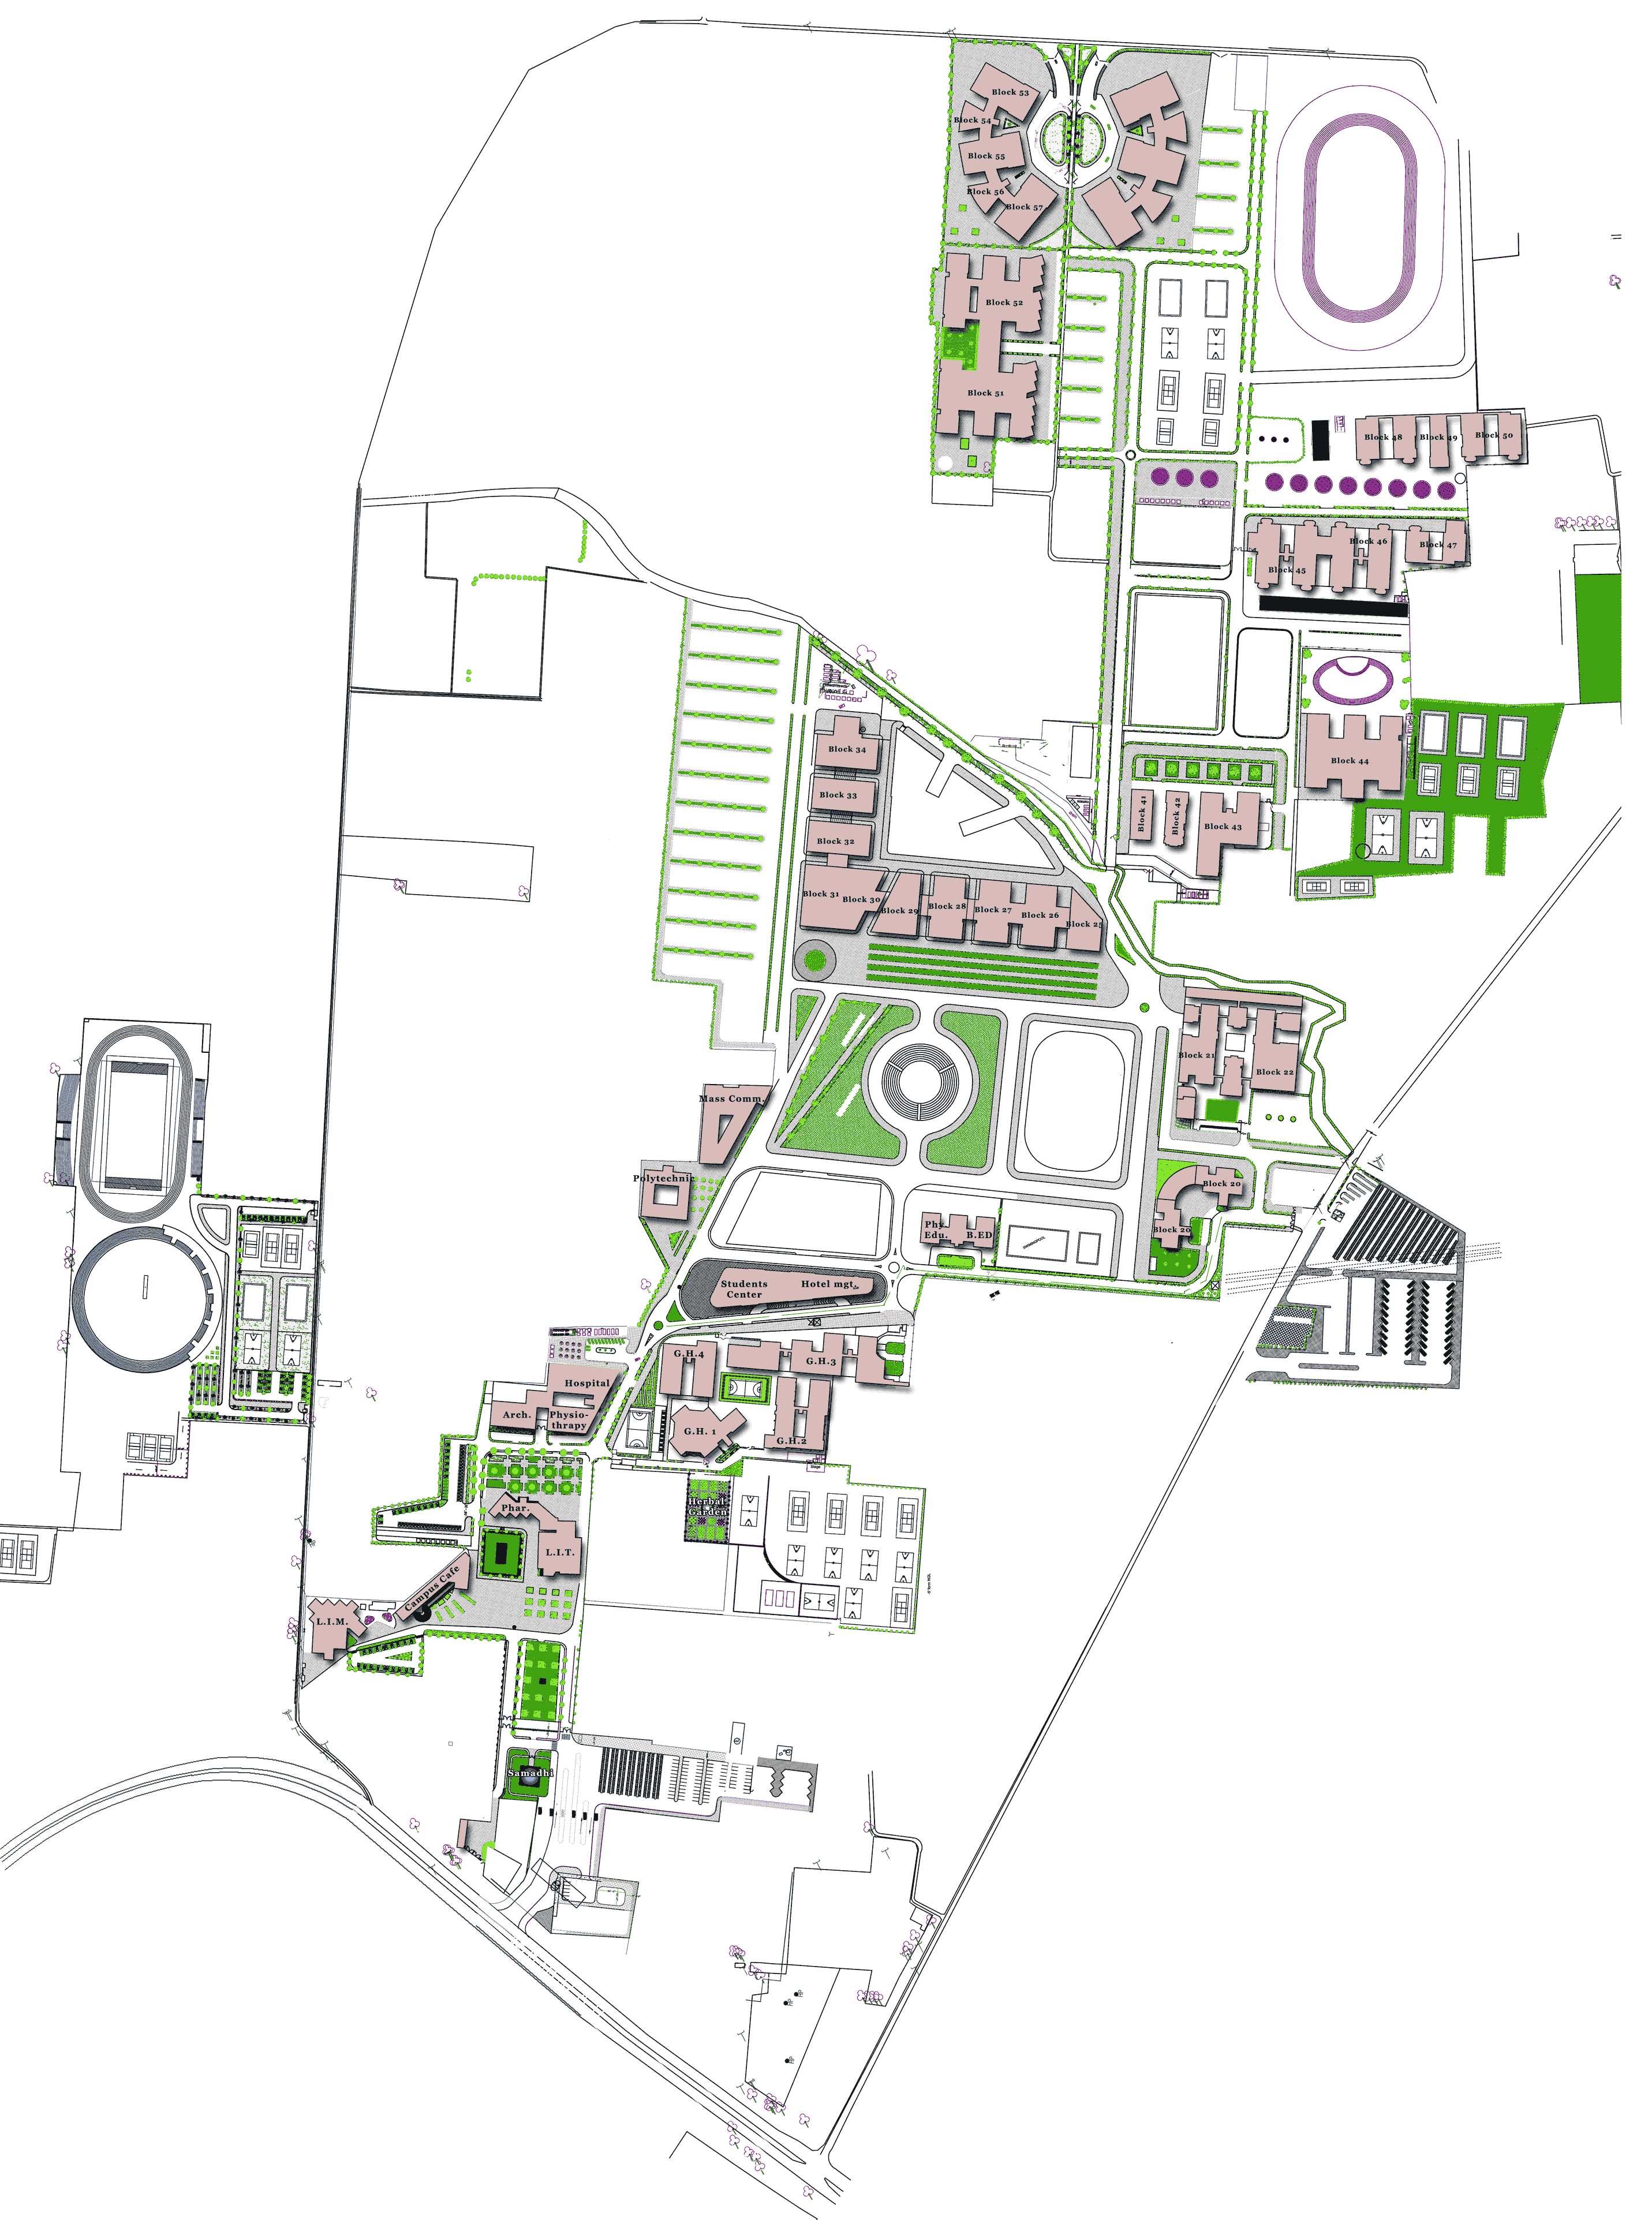 Block 53
Block 54
Block 55
Block 56
Block 57
Block 52
Block 51
Block 48
Block 49
Block 50
Block 46
Block 47
Block 45
Block 34
Block 33
Block 32
Block 44
Block 41
Block 42
Block 43
Block 31
Block 30
Block 29
Block 28
Block 27
Block 26
Block 25
Block 21
Block 22
Mass Comm.
Polytechnic
Block 20
Block 20
Phy.
Edu.
B.ED
Students
Center
Hotel mgt.
G.H.4
G.H.3
Hospital
Arch.
Physio-
thrapy
G.H. 1
G.H.2
Herbal
Garden
Phar.
L.I.T.
Campus Cafe
L.I.M.
Samadhi